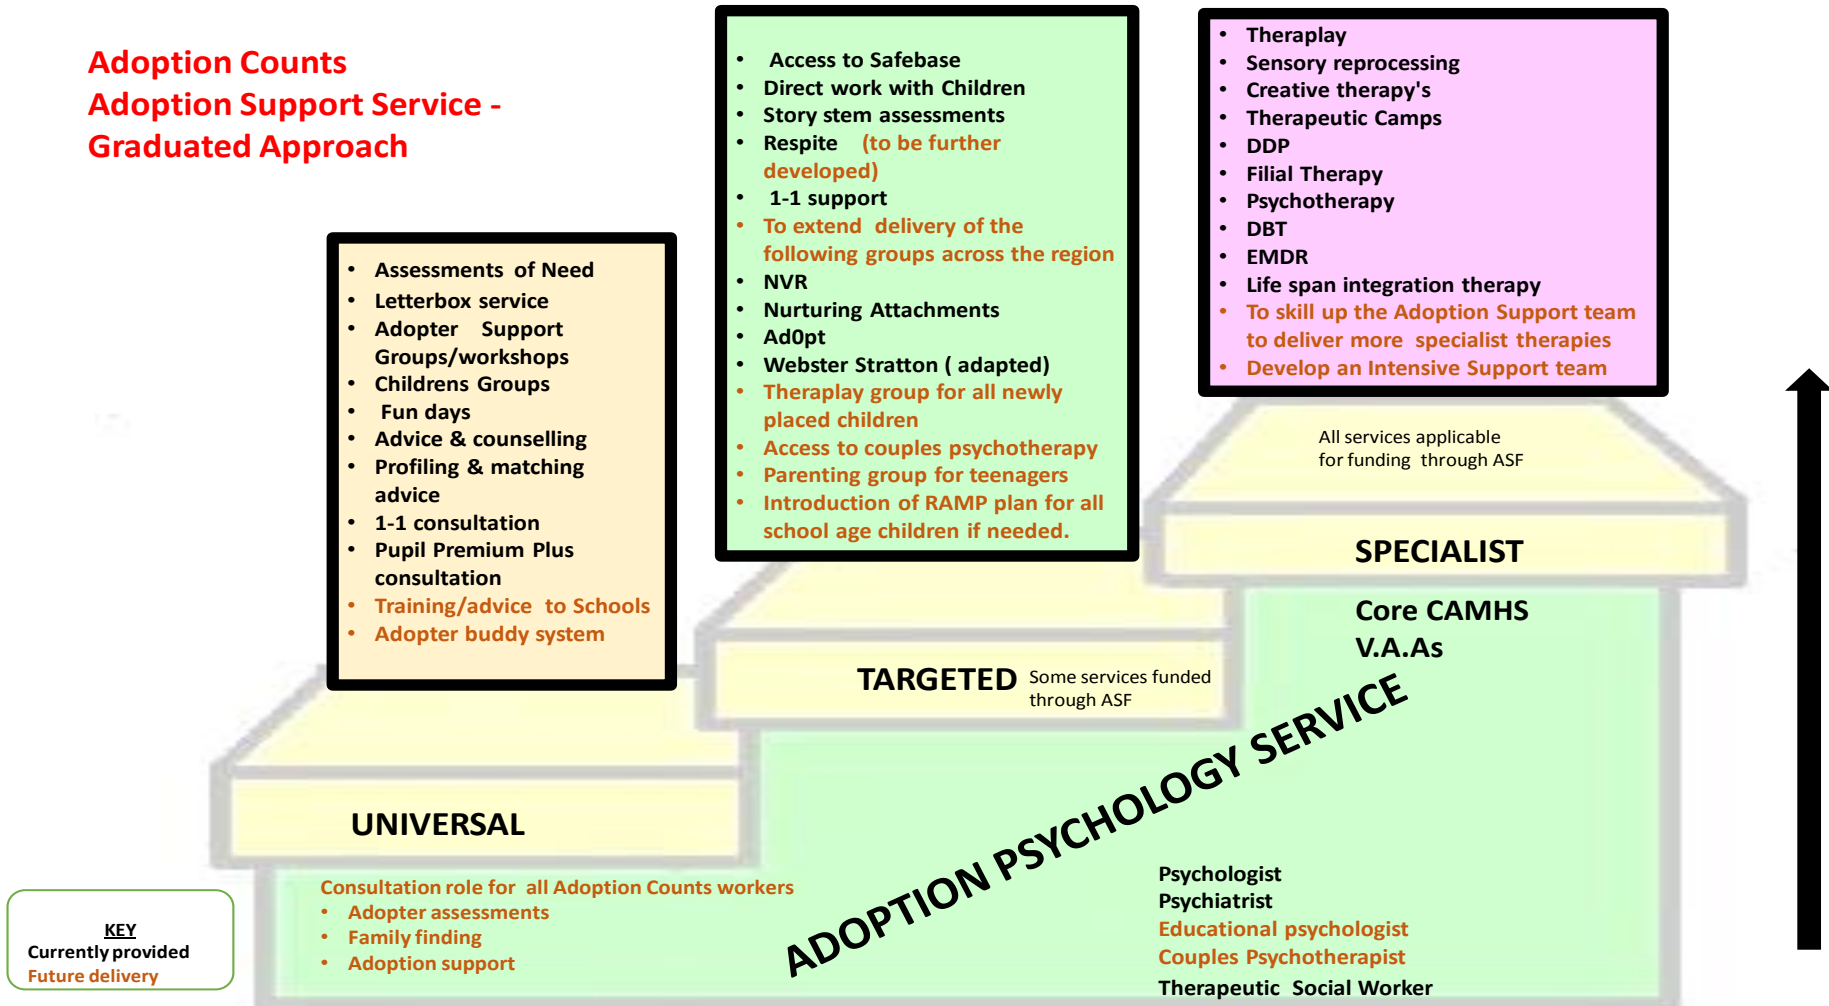 Adoption Counts
Adoption Support Service -
Graduated Approach
• Assessments of Need
• Letterbox service
• Adopter Support
Groups/workshops
• Childrens Groups
• Fun days
• Advice & counselling
• Profiling & matching
advice
• 1-1 consultation
• Pupil Premium Plus
consultation
• Training/advice to Schools
• Adopter buddy system
• Access to Safebase
• Direct work with Children
• Story stem assessments
• Respite (to be further
developed)
• 1-1 support
• To extend delivery of the
following groups across the region
• NVR
• Nurturing Attachments
• Ad0pt
• Webster Stratton ( adapted)
• Theraplay group for all newly
placed children
• Access to couples psychotherapy
• Parenting group for teenagers
• Introduction of RAMP plan for all
school age children if needed.
• Theraplay
• Sensory reprocessing
• Creative therapy's
• Therapeutic Camps
• DDP
• Filial Therapy
• Psychotherapy
• DBT
• EMDR
• Life span integration therapy
• To skill up the Adoption Support team
to deliver more specialist therapies
• Develop an Intensive Support team
All services applicable
for funding through ASF
SPECIALIST
Core CAMHS
V.A.As
TARGETED
Some services funded
through ASF
UNIVERSAL
ADOPTION PSYCHOLOGY SERVICE
Consultation role for all Adoption Counts workers
• Adopter assessments
• Family finding
• Adoption support
Psychologist
Psychiatrist
Educational psychologist
Couples Psychotherapist
Therapeutic Social Worker
KEY
Currently provided
Future delivery